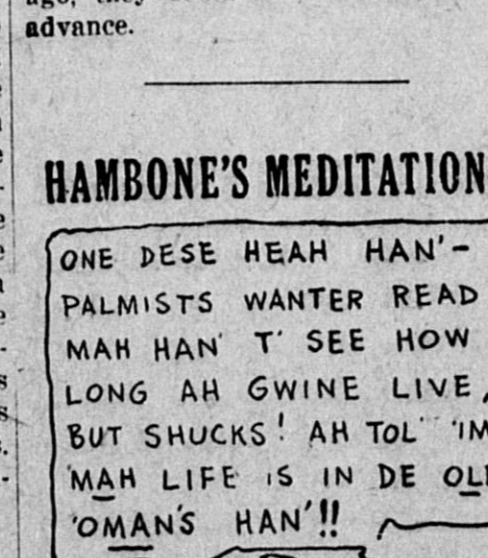 advance.
HAMBONE'S MEDITATION
ONE DESE HEAH HAN'-
PALMISTS WANTER READ
MAH HAN' T' SEE HOW
LONG AH GWINE LIVE,
BUT SHUCKS! AH TOL' 'IM
MAH LIFE IS IN DE OL
'OMAN'S HAN'!!